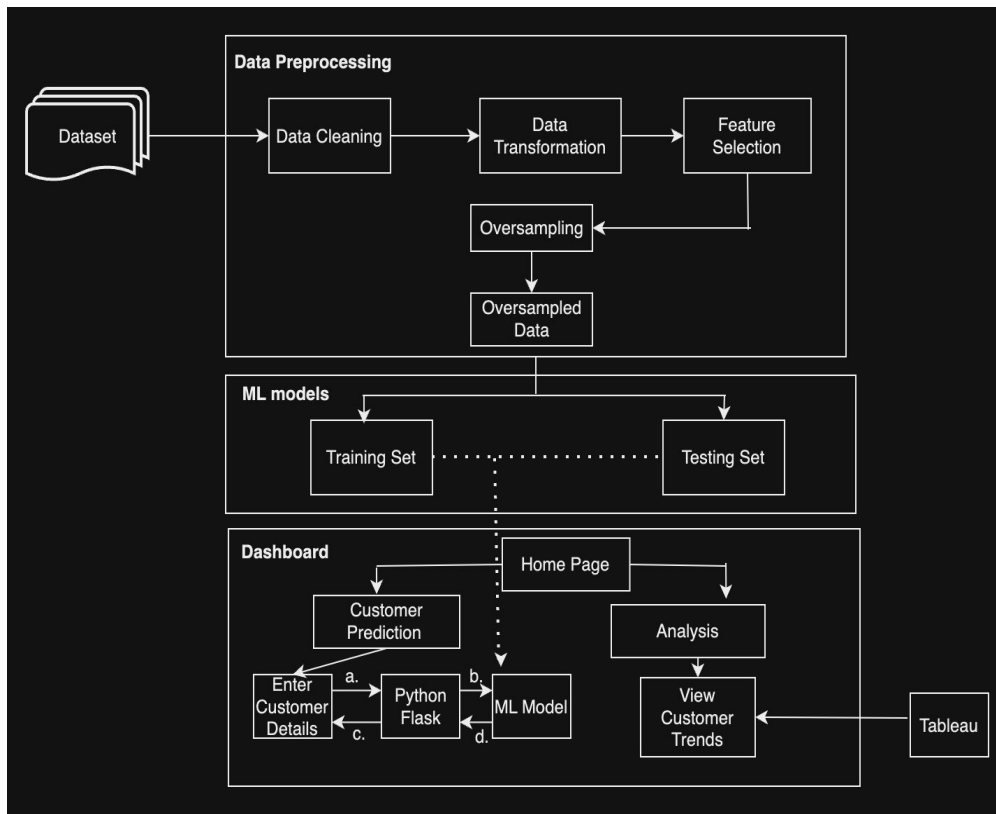 Data Preprocessing
Dataset
Data Cleaning
Data
Transformation
Feature
Selection
Oversampling
Oversampled
Data
ML models
Training Set
Testing Set
Dashboard
Home Page
Customer
Prediction
Analysis
Enter
Customer
Details
a.
c.
Python
Flask
b.
d.
ML Model
View
Customer
Trends
Tableau